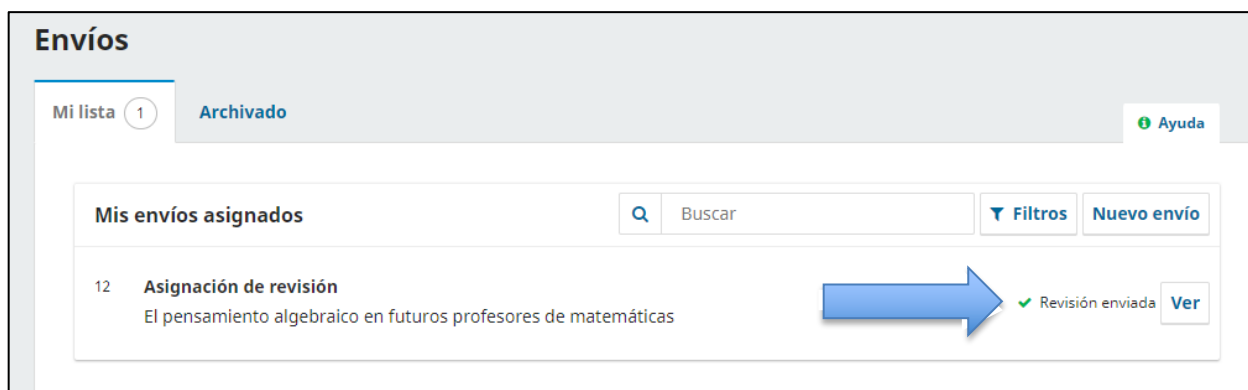 Envíos
Mi lista 1 Archivado
Ayuda
Mis envíos asignados Buscar Filtros Nuevo envío
12 Asignación de revisión
El pensamiento algebraico en futuros profesores de matemáticas
Revisión enviada Ver